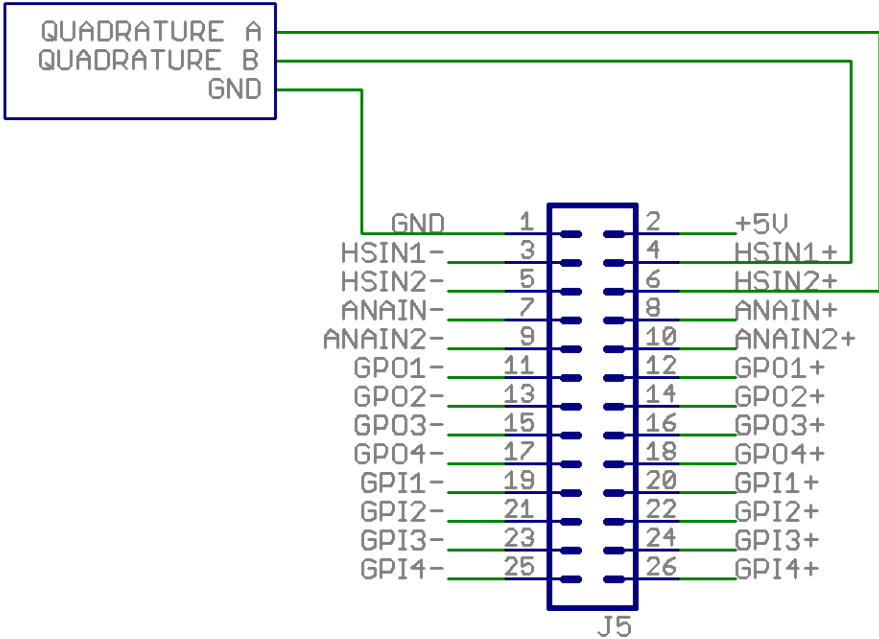 QUADRATURE A
QUADRATURE B
GND
GND 1 2 +5V
HSIN1- 3 4 HSIN1+
HSIN2- 5 6 HSIN2+
ANAIN- 7 8 ANAIN+
ANAIN2- 9 10 ANAIN2+
GPO1- 11 12 GPO1+
GPO2- 13 14 GPO2+
GPO3- 15 16 GPO3+
GPO4- 17 18 GPO4+
GPI1- 19 20 GPI1+
GPI2- 21 22 GPI2+
GPI3- 23 24 GPI3+
GPI4- 25 26 GPI4+
J5